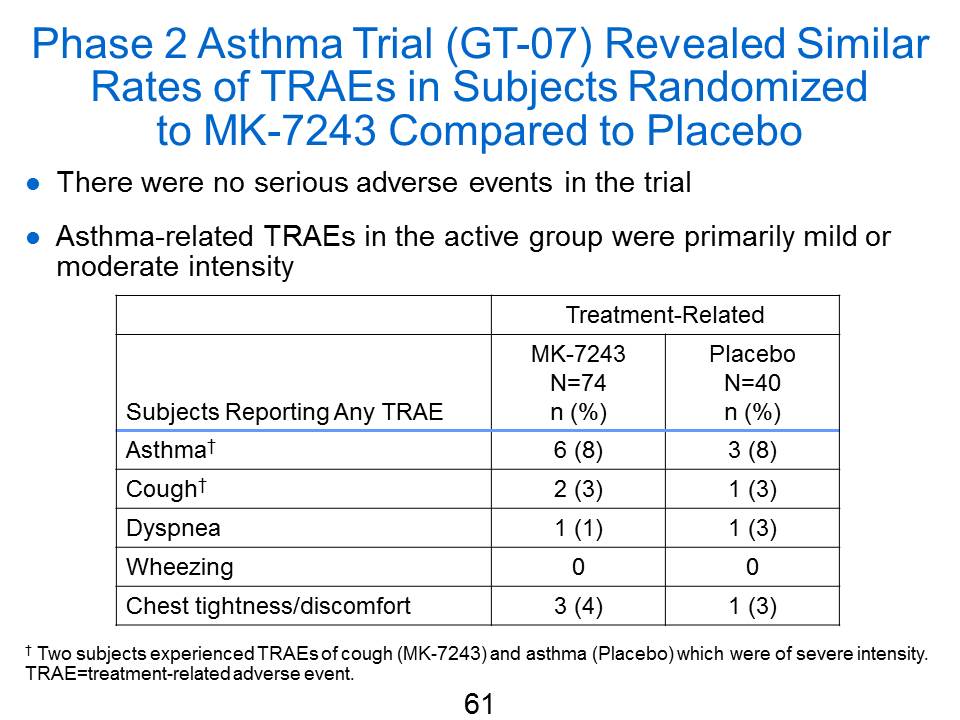 Phase 2 Asthma Trial (GT-07) Revealed Similar
Rates of TRAEs in Subjects Randomized
to MK-7243 Compared to Placebo
● There were no serious adverse events in the trial
● Asthma-related TRAEs in the active group were primarily mild or
moderate intensity
Treatment-Related
Subjects Reporting Any TRAE
MK-7243
N=74
n (%)
Placebo
N=40
n (%)
Asthma† 6 (8) 3 (8)
Cough† 2 (3) 1 (3)
Dyspnea 1 (1) 1 (3)
Wheezing 0 0
Chest tightness/discomfort 3 (4) 1 (3)
† Two subjects experienced TRAEs of cough (MK-7243) and asthma (Placebo) which were of severe intensity.
TRAE=treatment-related adverse event.
61